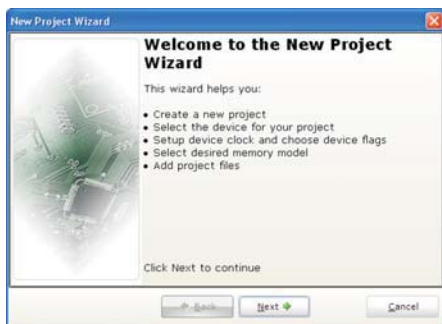 New Project Wizard
Welcome to the New Project
Wizard
This wizard helps you:
• Create a new project
• Select the device for your project
• Setup device clock and choose device flags
• Select desired memory model
• Add project files
Click Next to continue
Back
Next
Cancel